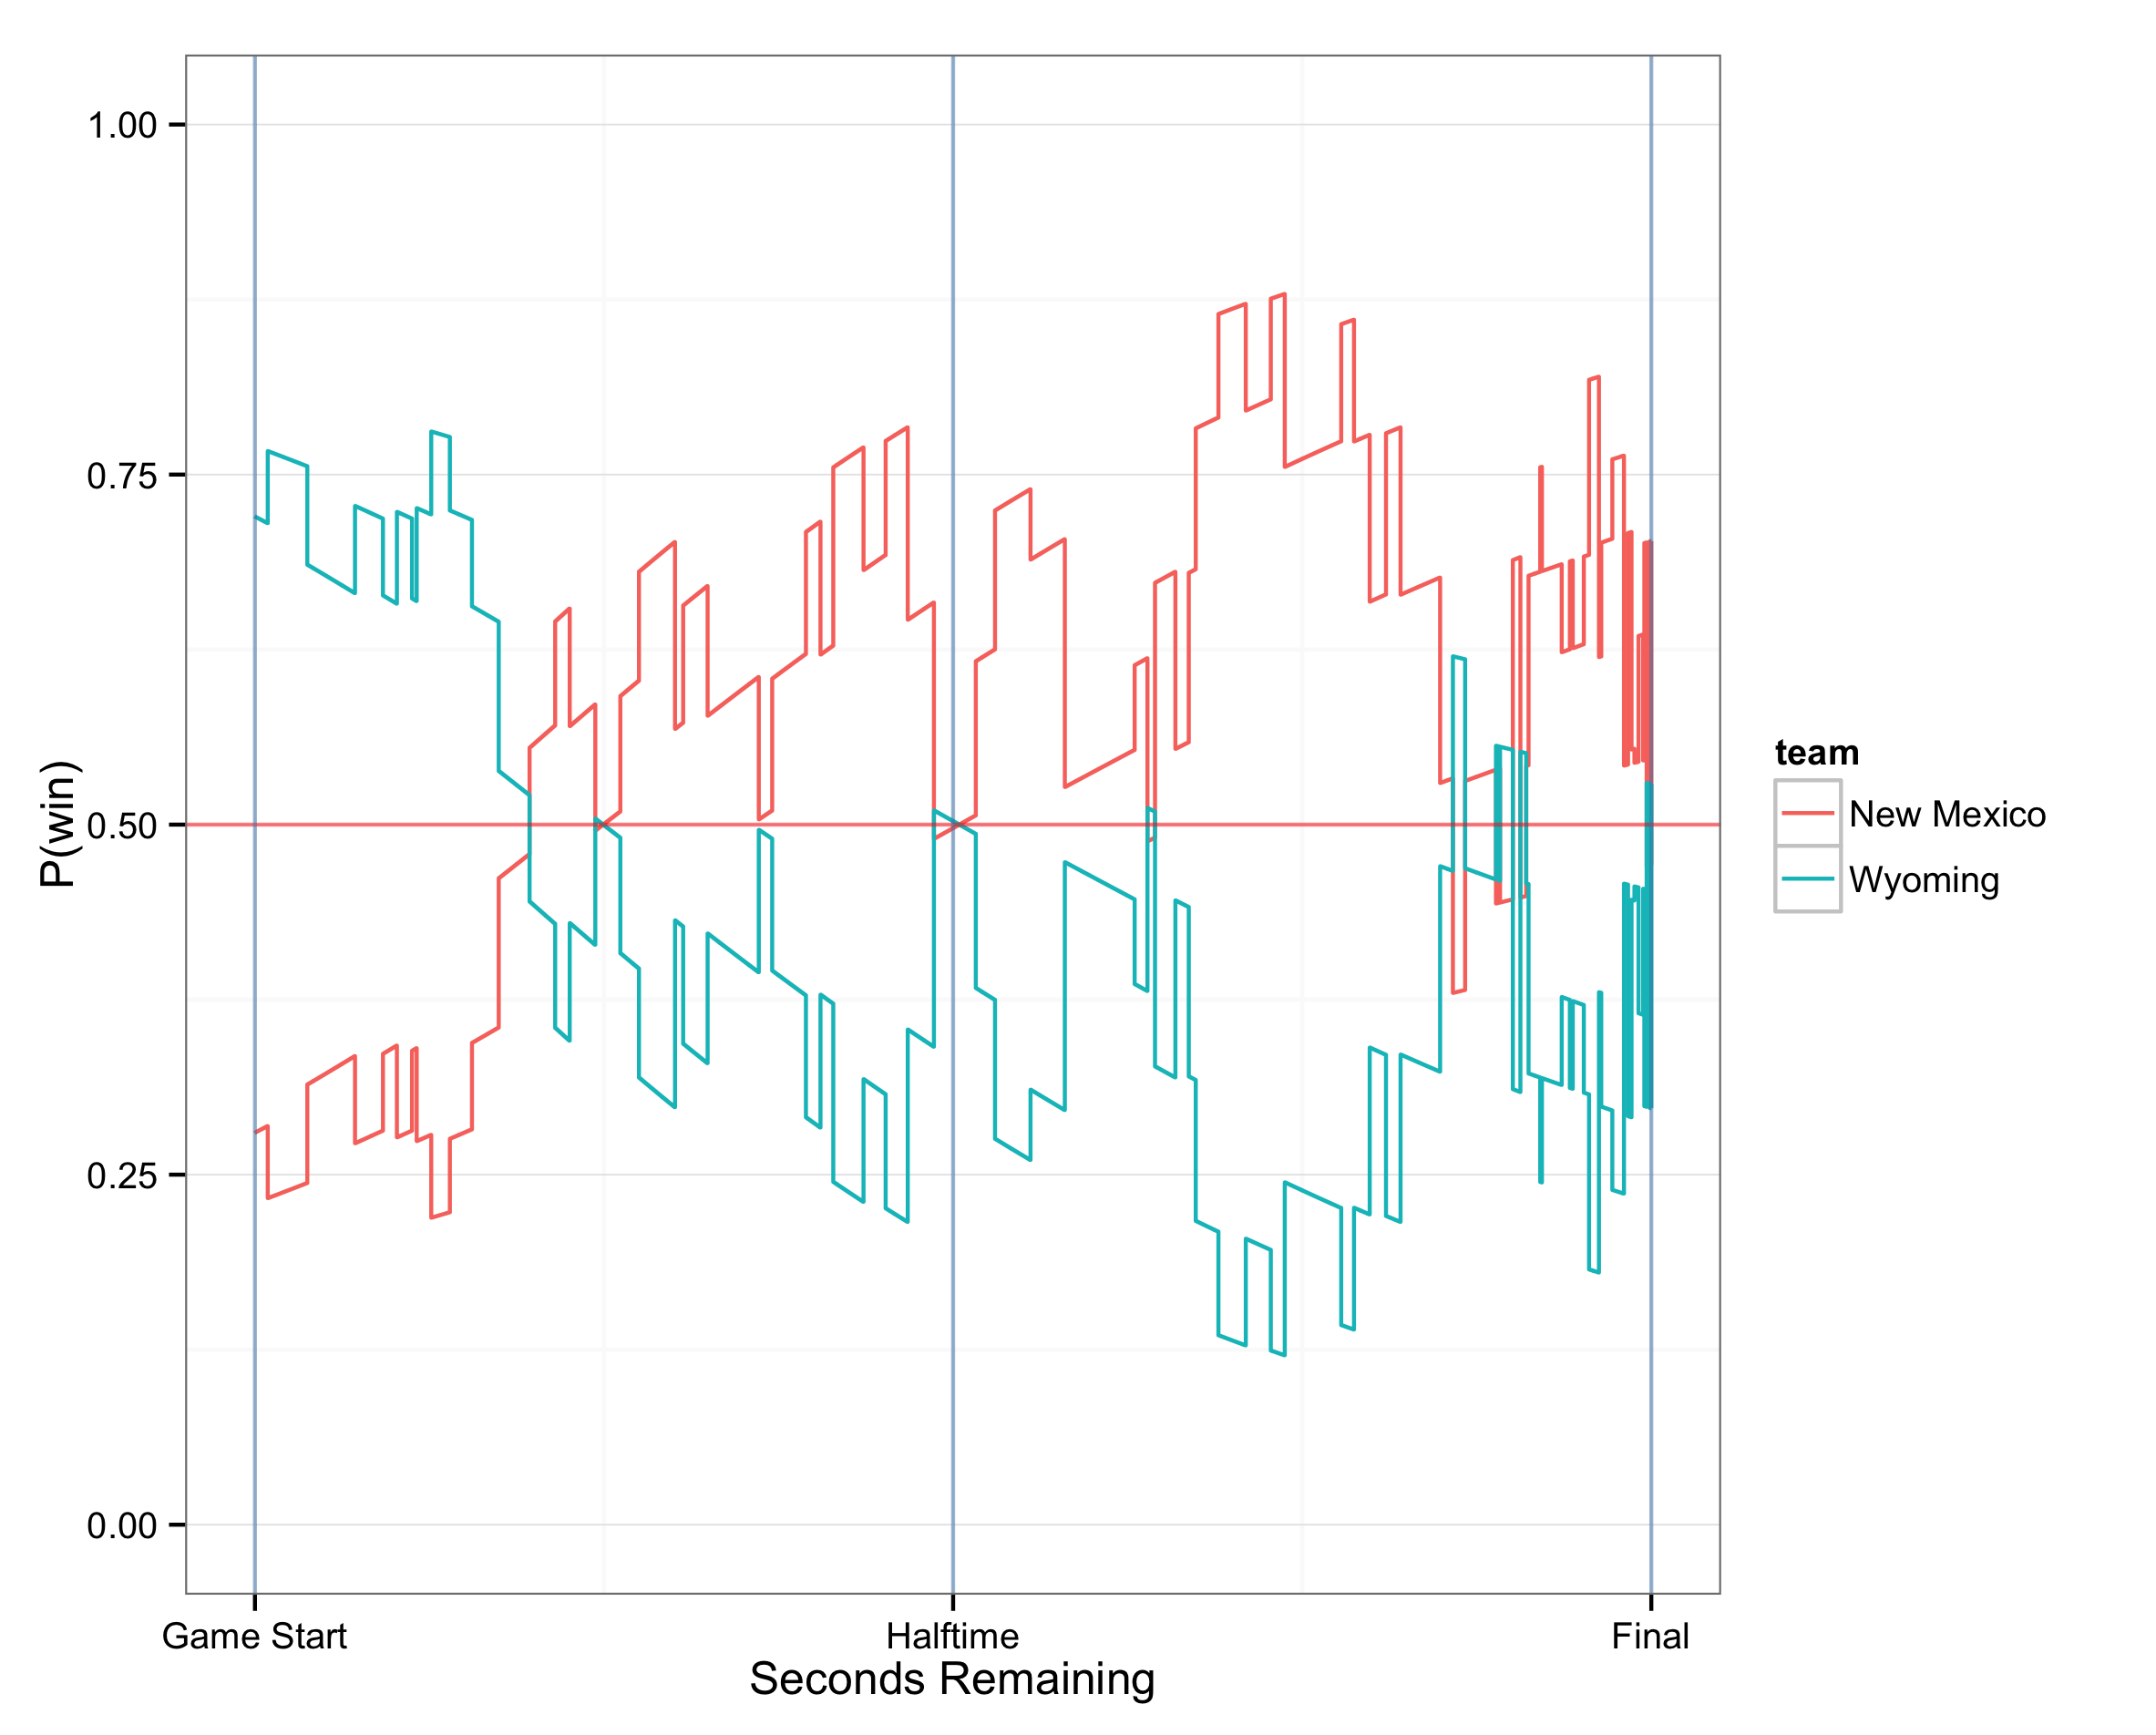 1.00
0.75
0.50
0.25
0.00
P(win)
Game Start
Halftime
Final
Seconds Remaining
team
New Mexico
Wyoming